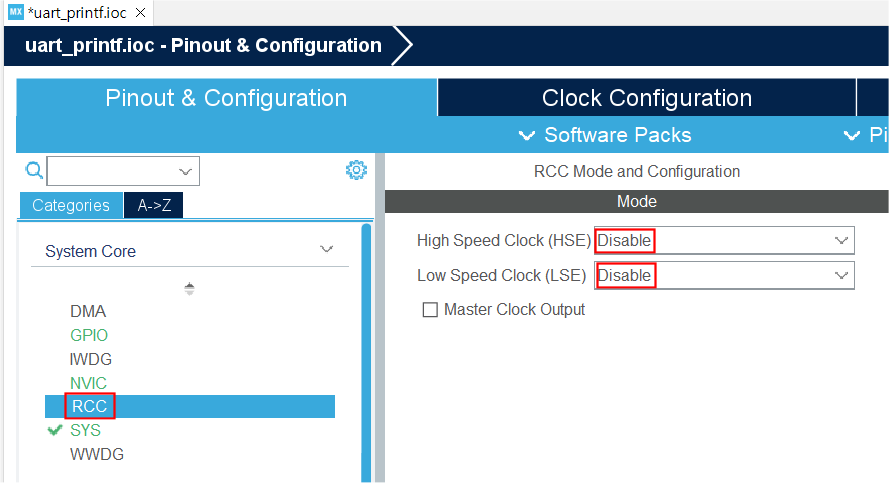 MX *uart_printf.ioc ×
uart_printf.ioc - Pinout & Configuration
Pinout & Configuration Clock Configuration
Software Packs Pi
RCC Mode and Configuration
Categories A->Z Mode
System Core High Speed Clock (HSE) Disable
Low Speed Clock (LSE) Disable
Master Clock Output
DMA
GPIO
IWDG
NVIC
RCC
SYS
WWDG